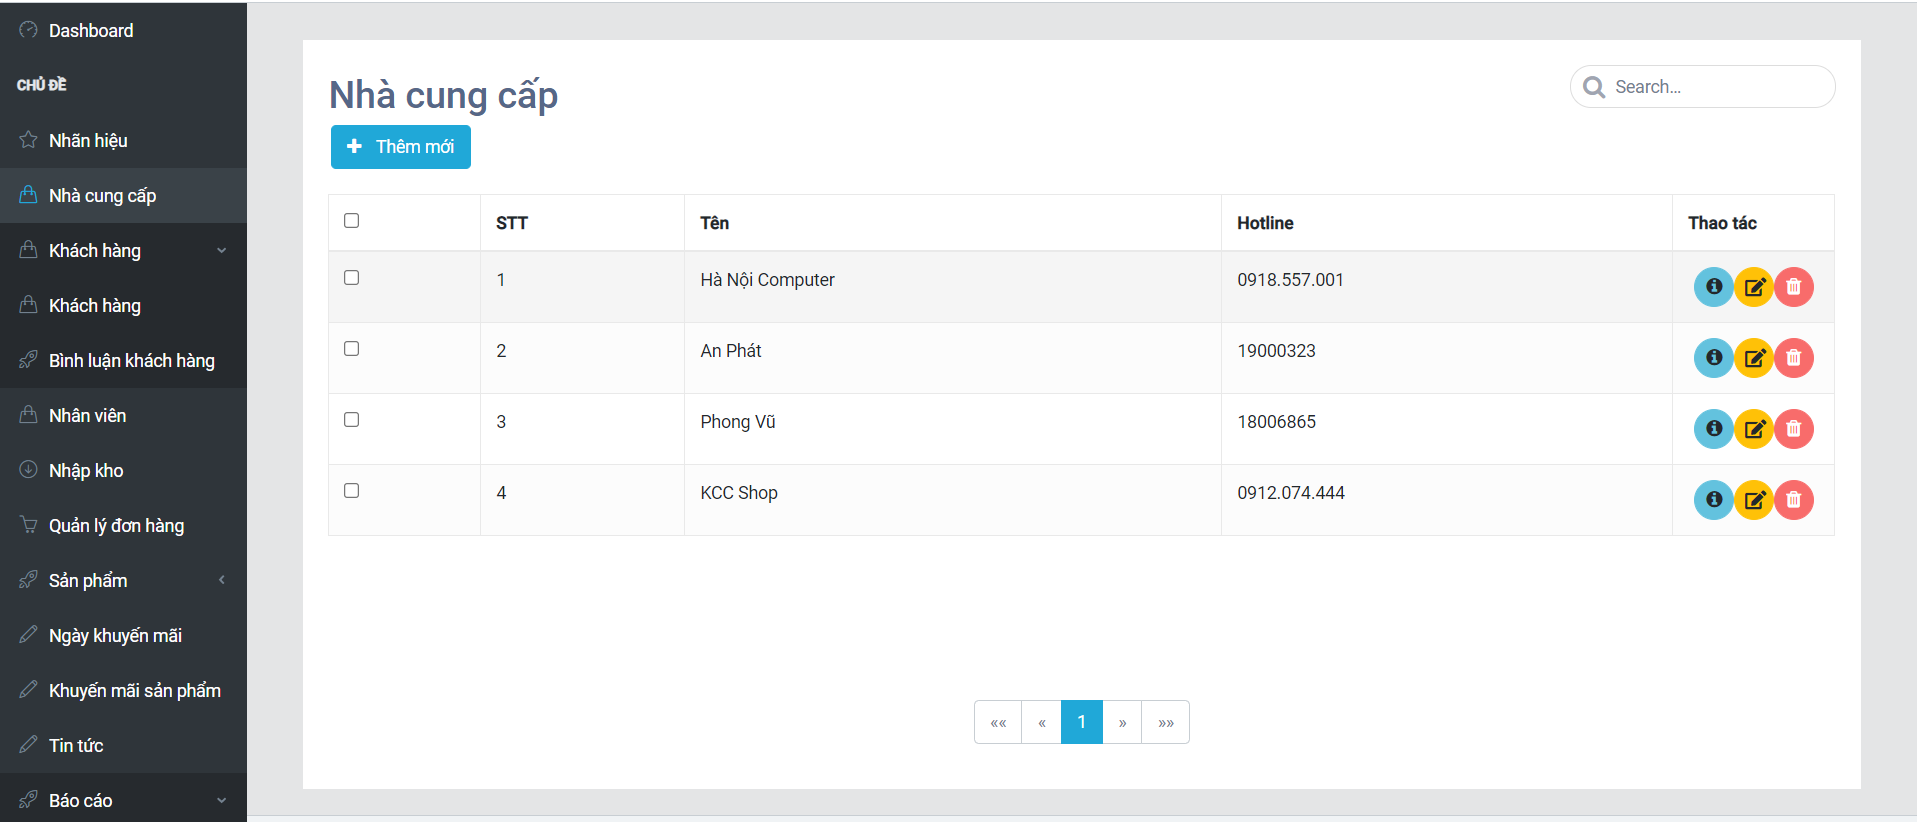 Dashboard
CHỦ ĐỀ
Nhãn hiệu
Nhà cung cấp
Khách hàng
Khách hàng
Bình luận khách hàng
Nhân viên
Nhập kho
Quản lý đơn hàng
Sản phẩm
Ngày khuyến mãi
Khuyến mãi sản phẩm
Tin tức
Báo cáo
Nhà cung cấp
Search...
Thêm mới
STT Tên Hotline Thao tác
1 Hà Nội Computer 0918.557.001
2 An Phát 19000323
3 Phong Vũ 18006865
4 KCC Shop 0912.074.444
«« « 1 » »»